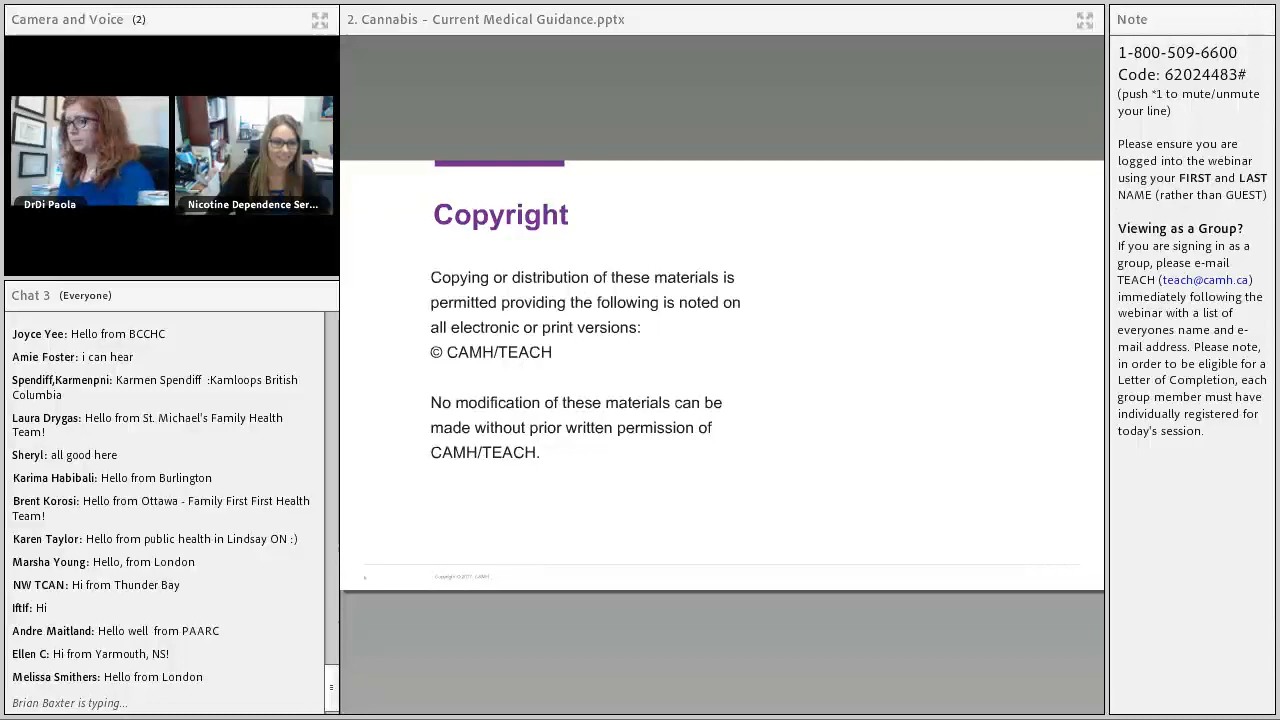 Camera and Voice (2)
DrDi Paola
Nicotine Dependence Ser...
Chat 3 (Everyone)
Joyce Yee: Hello from BCCHC
Amie Foster: i can hear
Spendiff,Karmenpni: Karmen Spendiff :Kamloops British
Columbia
Laura Drygas: Hello from St. Michael's Family Health
Team!
Sheryl: all good here
Karima Habibali: Hello from Burlington
Brent Korosi: Hello from Ottawa - Family First First Health
Team!
Karen Taylor: Hello from public health in Lindsay ON :)
Marsha Young: Hello, from London
NW TCAN: Hi from Thunder Bay
IftIf: Hi
Andre Maitland: Hello well from PAARC
Ellen C: Hi from Yarmouth, NS!
Melissa Smithers: Hello from London
Brian Baxter is typing...
2. Cannabis - Current Medical Guidance.pptx
Copyright
Copying or distribution of these materials is
permitted providing the following is noted on
all electronic or print versions:
© CAMH/TEACH
No modification of these materials can be
made without prior written permission of
CAMH/TEACH.
Copyright © 2017, CAMH
Note
1-800-509-6600
Code: 62024483#
(push *1 to mute/unmute
your line)
Please ensure you are
logged into the webinar
using your FIRST and LAST
NAME (rather than GUEST)
Viewing as a Group?
If you are signing in as a
group, please e-mail
TEACH (teach@camh.ca)
immediately following the
webinar with a list of
everyones name and e-
mail address. Please note,
in order to be eligible for a
Letter of Completion, each
group member must have
individually registered for
today's session.